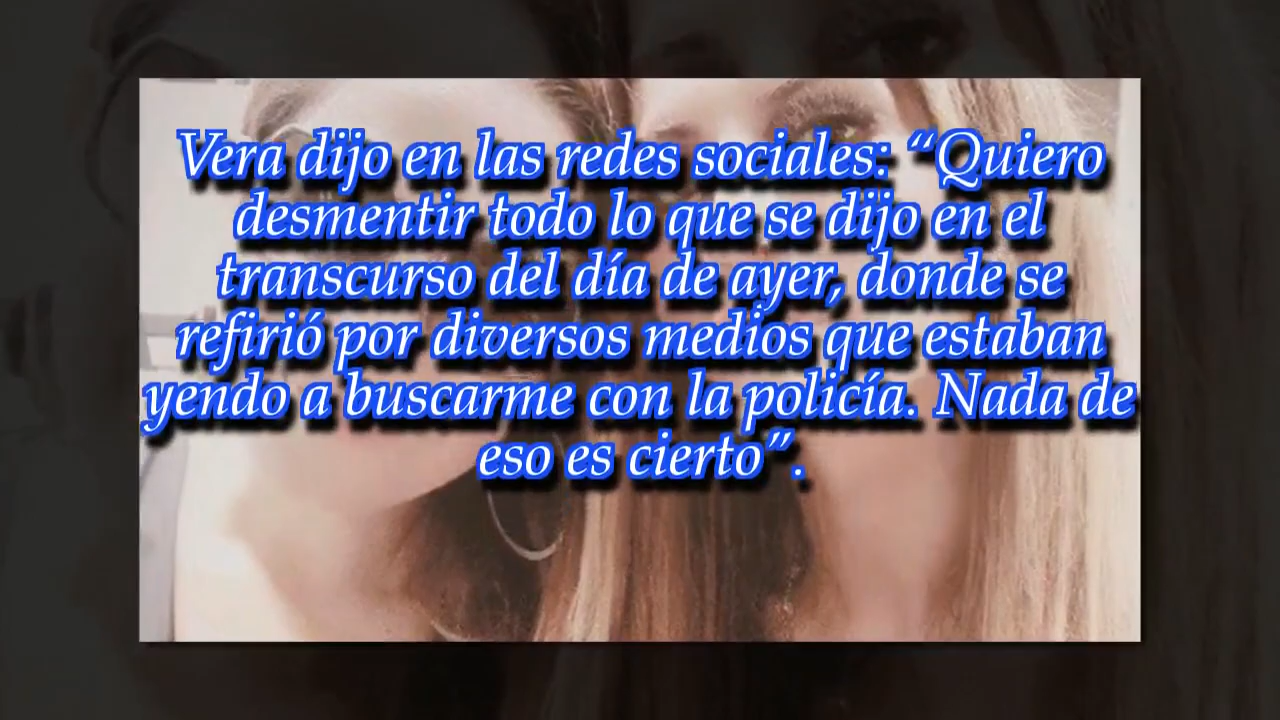 Vera dijo en las redes sociales: “Quiero
desmentir todo lo que se dijo en el
transcurso del día de ayer, donde se
refirió por diversos medios que estaban
yendo a buscarme con la policía. Nada de
eso es cierto”.